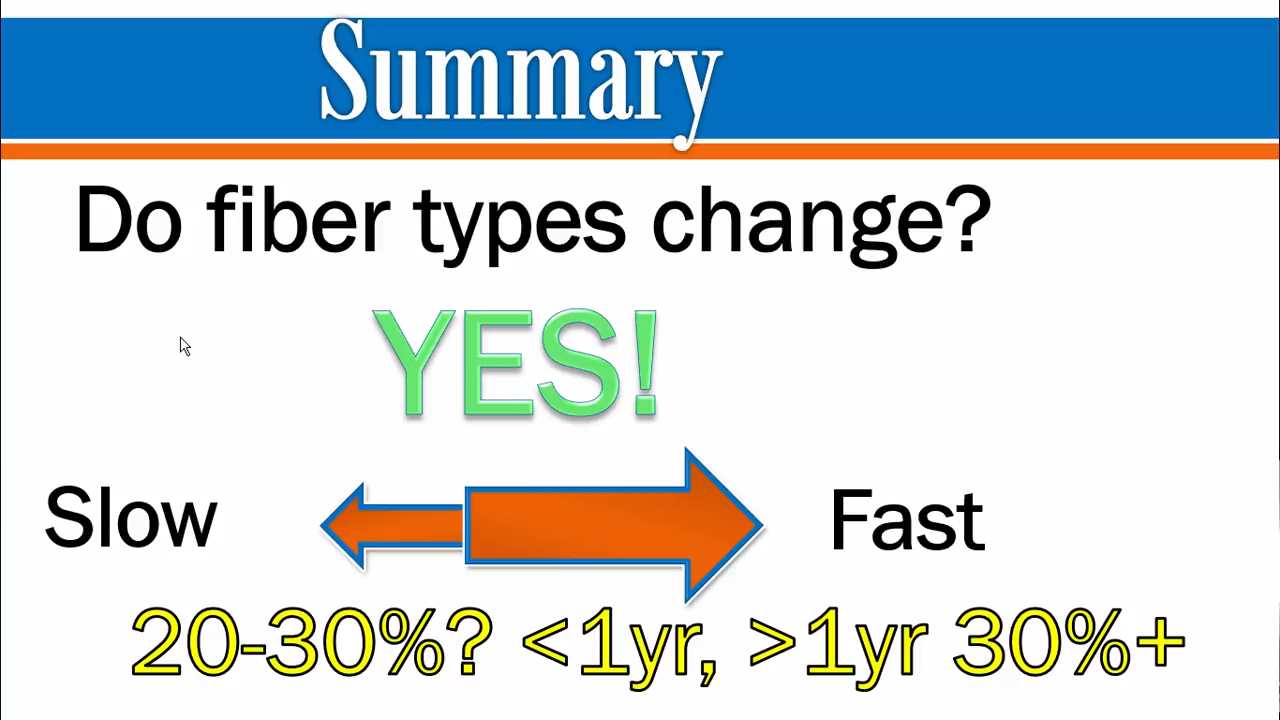 Summary
Do fiber types change?
YES!
Slow Fast
20-30%? <1yr, >1yr 30%+